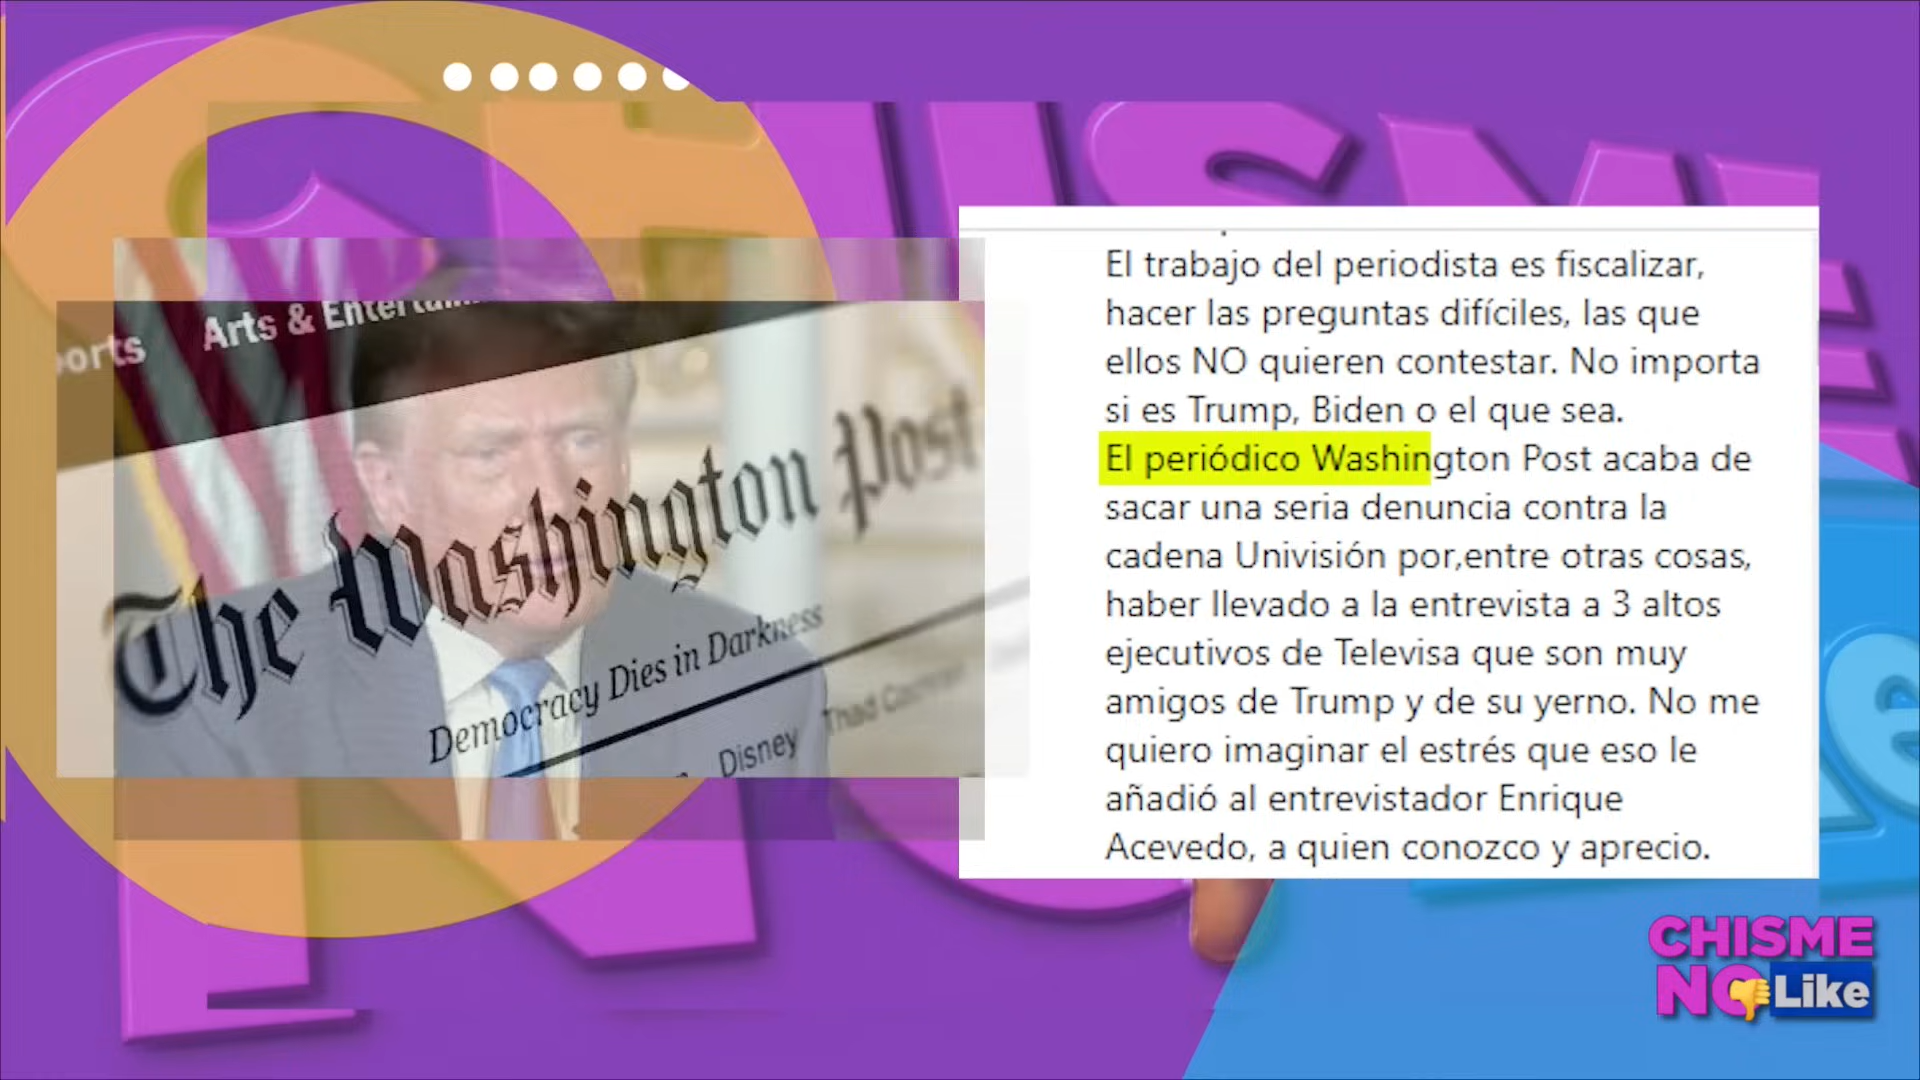 Arts & Entertai
The Washington Post
Democracy Dies in Darkness
Disney
Thad Cochran
El trabajo del periodista es fiscalizar,
hacer las preguntas difíciles, las que
ellos NO quieren contestar. No importa
si es Trump, Biden o el que sea.
El periódico Washington Post acaba de
sacar una seria denuncia contra la
cadena Univisión por,entre otras cosas,
haber llevado a la entrevista a 3 altos
ejecutivos de Televisa que son muy
amigos de Trump y de su yerno. No me
quiero imaginar el estrés que eso le
añadió al entrevistador Enrique
Acevedo, a quien conozco y aprecio.
CHISME
NO Like